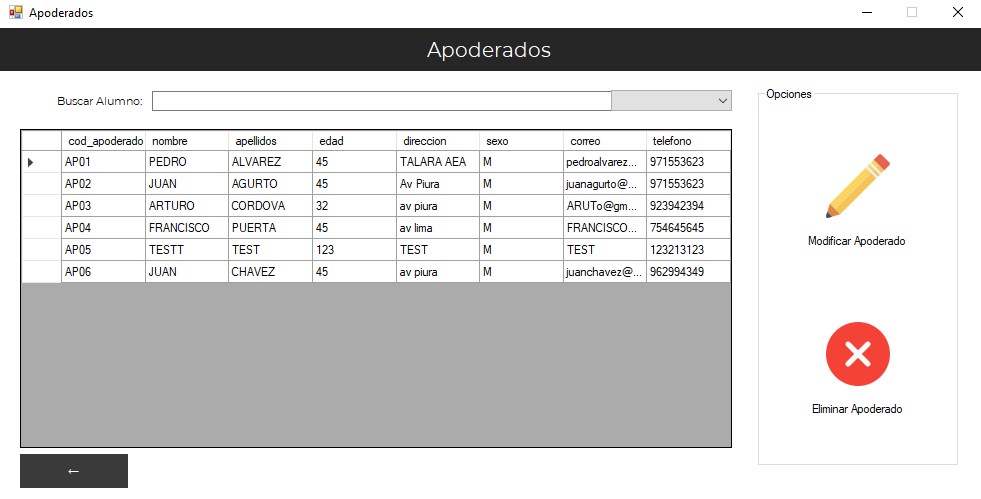 Apoderados
Apoderados
Buscar Alumno:
Opciones
cod_apoderado nombre apellidos edad direccion sexo correo telefono
AP01 PEDRO ALVAREZ 45 TALARA AEA M pedroalvarez... 971553623
AP02 JUAN AGURTO 45 Av Piura M juanagurto@... 971553623
AP03 ARTURO CORDOVA 32 av piura M ARUTo@gm... 923942394
AP04 FRANCISCO PUERTA 45 av lima M FRANCISCO... 754645645
AP05 TESTT TEST 123 TEST M TEST 123213123
AP06 JUAN CHAVEZ 45 av piura M juanchavez@... 962994349
Modificar Apoderado
Eliminar Apoderado
←